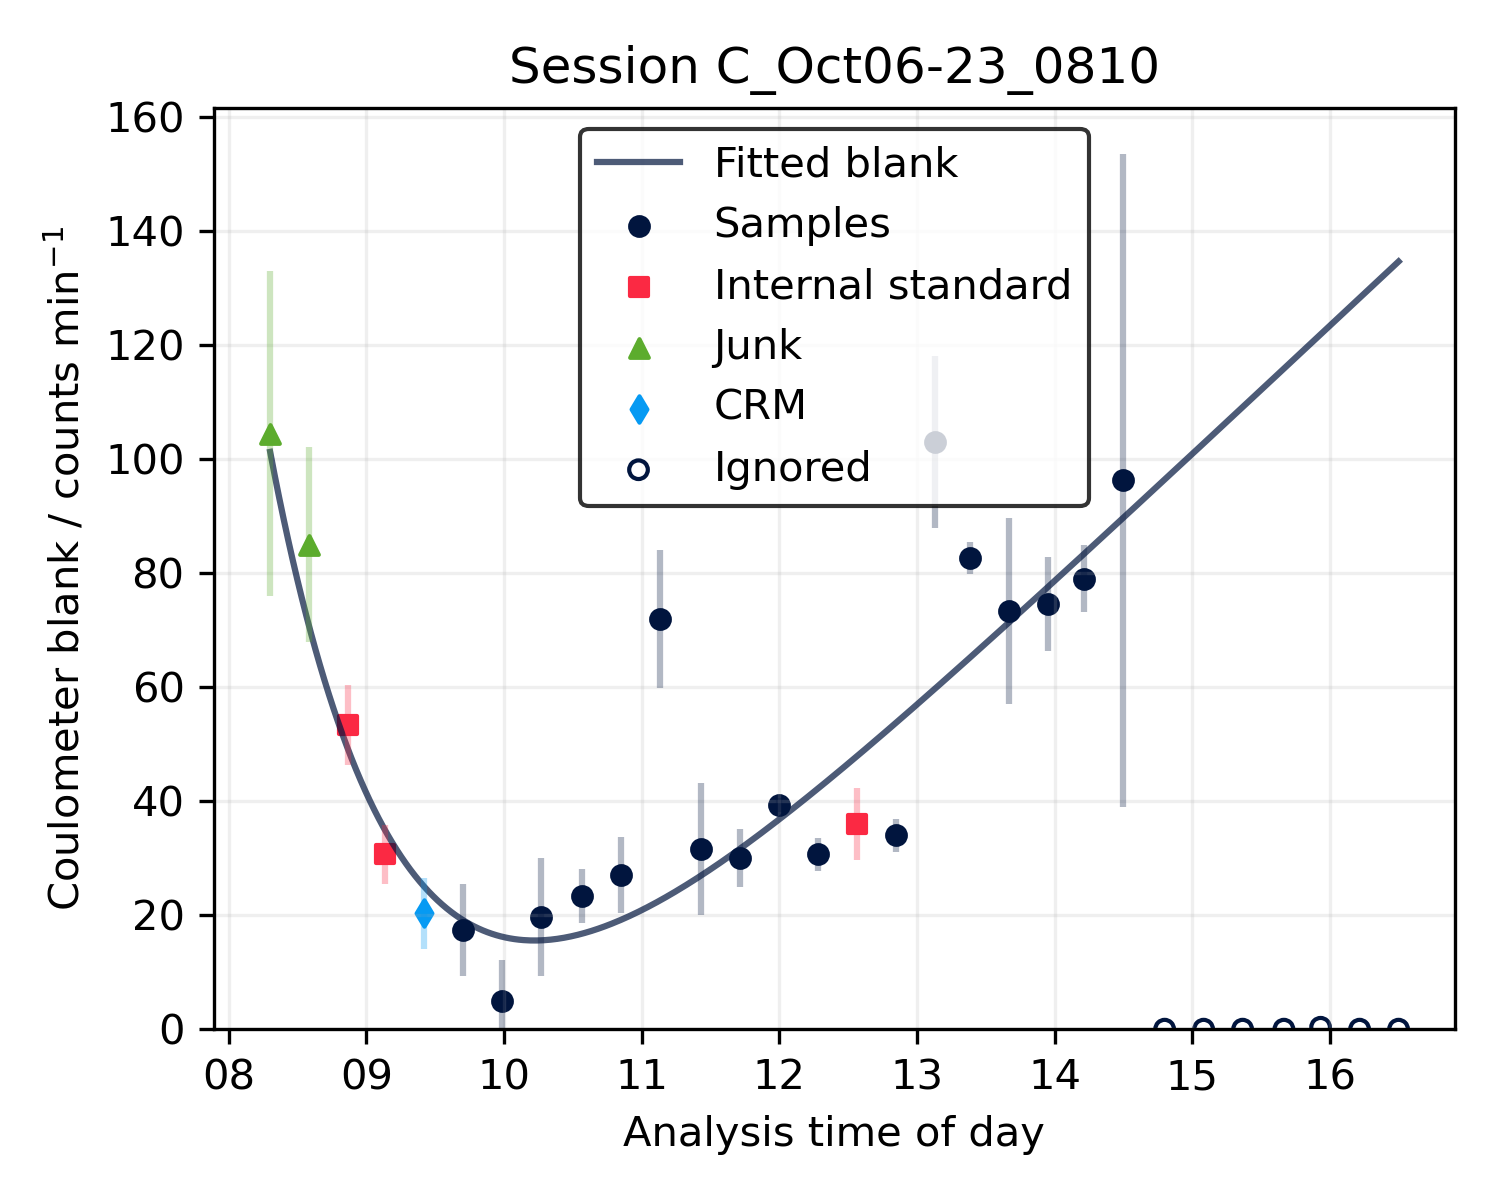 Session C_Oct06-23_0810
Coulometer blank / counts min⁻¹
160
140
120
100
80
60
40
20
0
Fitted blank
Samples
Internal standard
Junk
CRM
Ignored
08 09 10 11 12 13 14 15 16
Analysis time of day